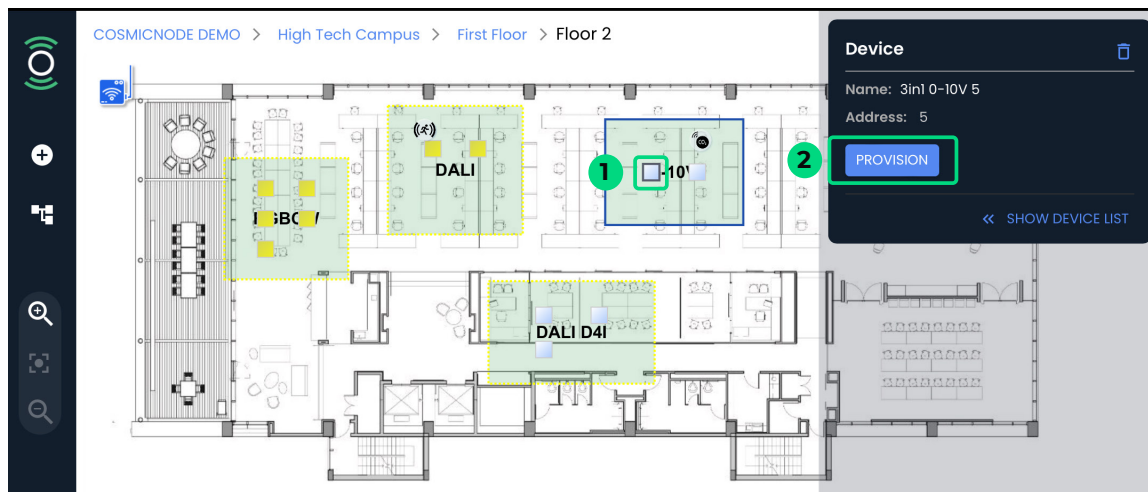 COSMICNODE DEMO > High Tech Campus > First Floor > Floor 2
Device
Name: 3in1 0-10V 5
Address: 5
2 PROVISION
SHOW DEVICE LIST
DALI
1
-10V
DALI D4I
CO₂